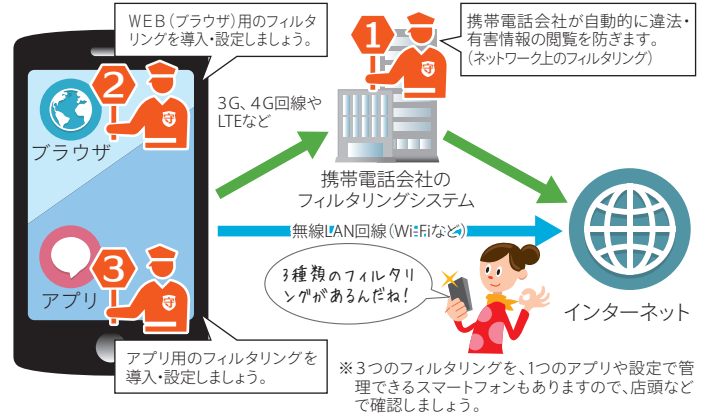 WEB（ブラウザ）用のフィルタ
リングを導入・設定しましょう。
1
携帯電話会社が自動的に違法・
有害情報の閲覧を防ぎます。
（ネットワーク上のフィルタリング）
2
守
守
ブラウザ
3G、4G回線や
LTEなど
携帯電話会社の
フィルタリングシステム
無線LAN回線（Wi-Fiなど）
3種類のフィルタリ
ングがあるんだね！
3
守
アプリ
インターネット
アプリ用のフィルタリングを
導入・設定しましょう。
※3つのフィルタリングを、1つのアプリや設定で管
理できるスマートフォンもありますので、店頭など
で確認しましょう。